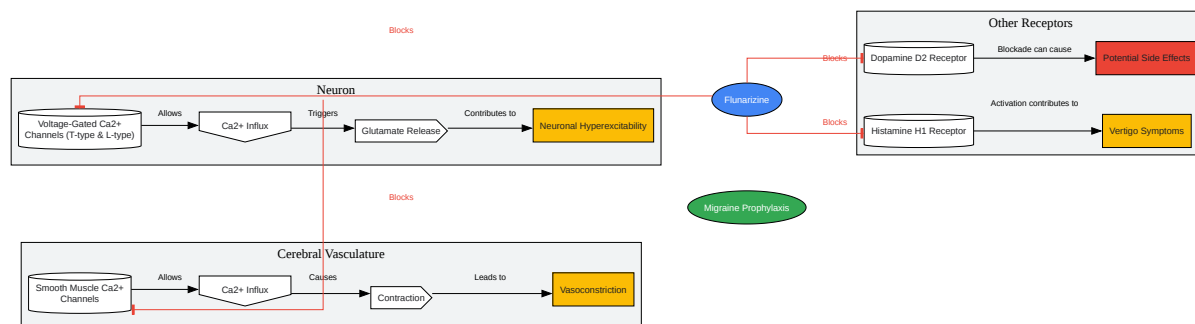 Blocks
Other Receptors
Dopamine D2 Receptor
Blockade can cause
Potential Side Effects
Blocks
Flunarizine
Activation contributes to
Blocks
Histamine H1 Receptor
Vertigo Symptoms
Neuron
Voltage-Gated Ca2+
Channels (T-type & L-type)
Allows
Ca2+ Influx
Triggers
Glutamate Release
Contributes to
Neuronal Hyperexcitability
Blocks
Migraine Prophylaxis
Cerebral Vasculature
Smooth Muscle Ca2+
Channels
Allows
Ca2+ Influx
Causes
Contraction
Leads to
Vasoconstriction